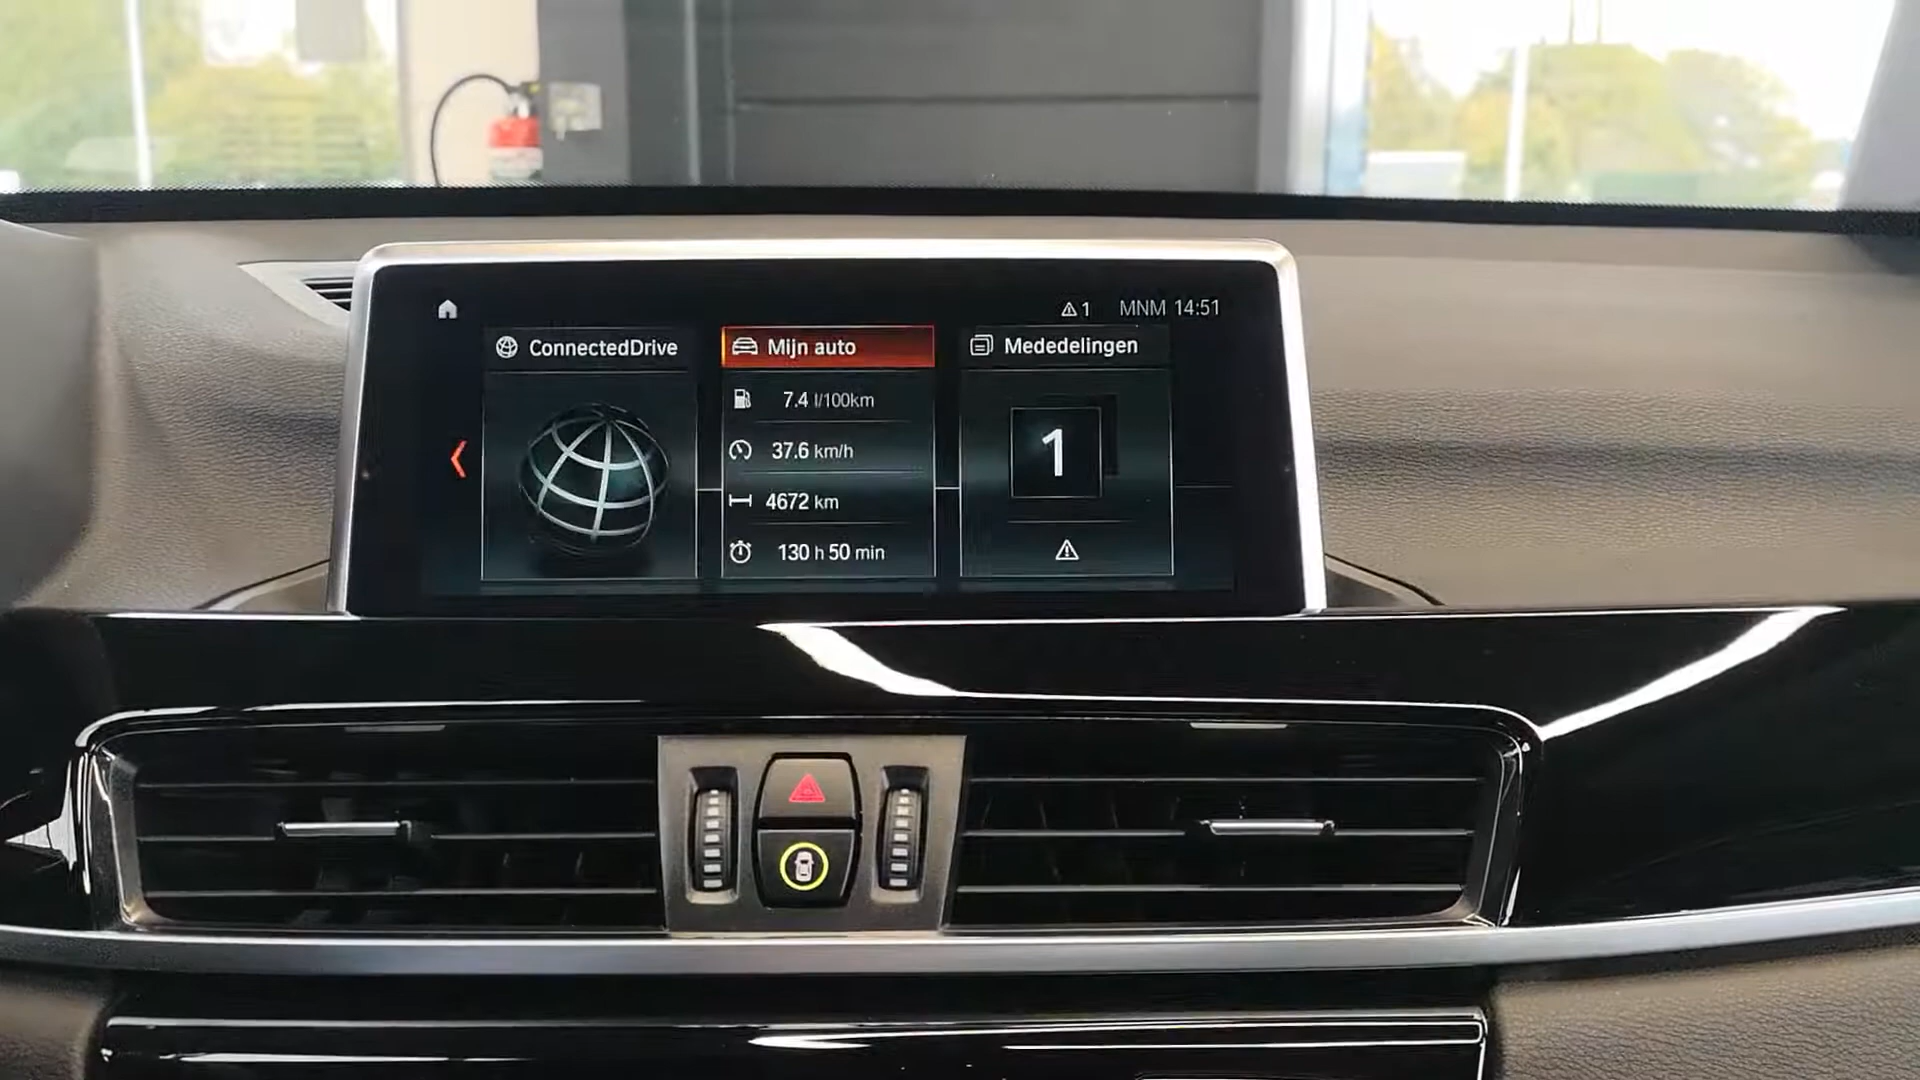 1 MNM 14:51
ConnectedDrive
Mijn auto
7.4 l/100km
37.6 km/h
4672 km
130 h 50 min
Mededelingen
1